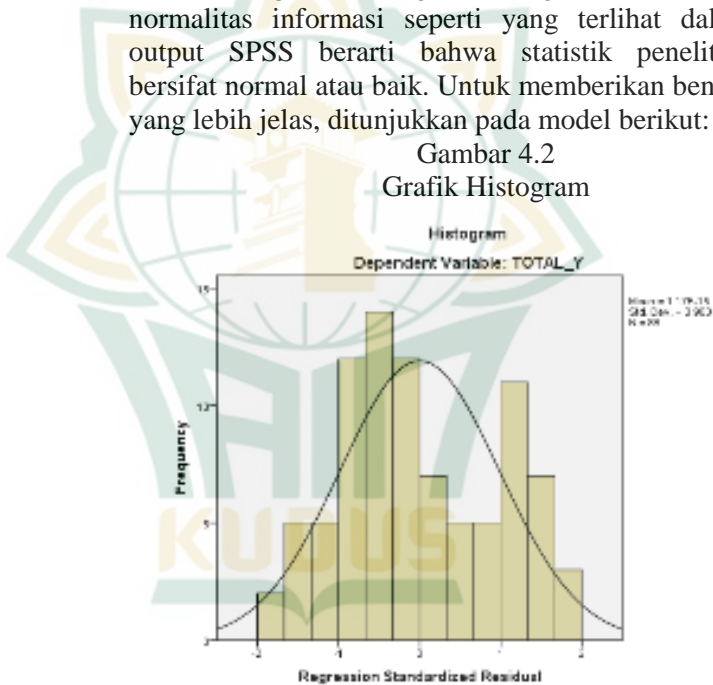 normalitas informasi seperti yang terlihat dal
output SPSS berarti bahwa statistik penelit
bersifat normal atau baik. Untuk memberikan ben
yang lebih jelas, ditunjukkan pada model berikut:
Gambar 4.2
Grafik Histogram
Histogram
Dependent Variable: TOTAL_Y
Frequency
Regression Standardized Residual
KUDUS